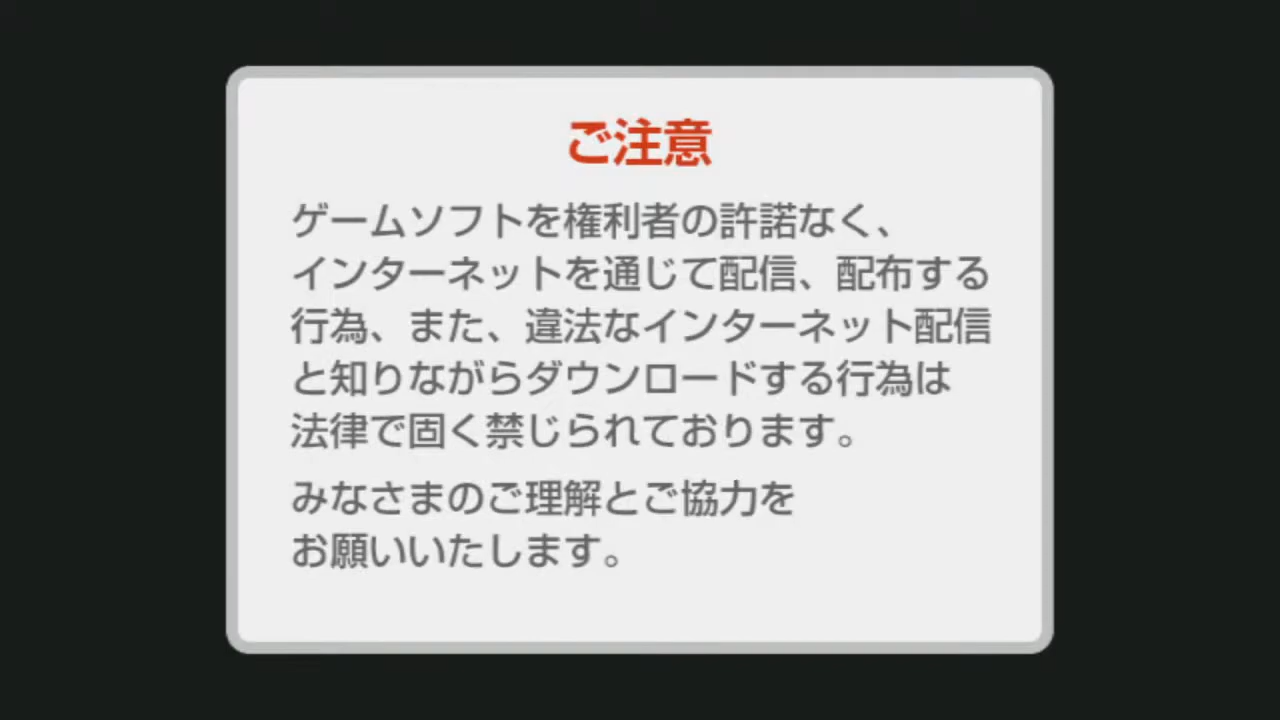 ご注意
ゲームソフトを権利者の許諾なく、
インターネットを通じて配信、配布する
行為、また、違法なインターネット配信
と知りながらダウンロードする行為は
法律で固く禁じられております。
みなさまのご理解とご協力を
お願いいたします。